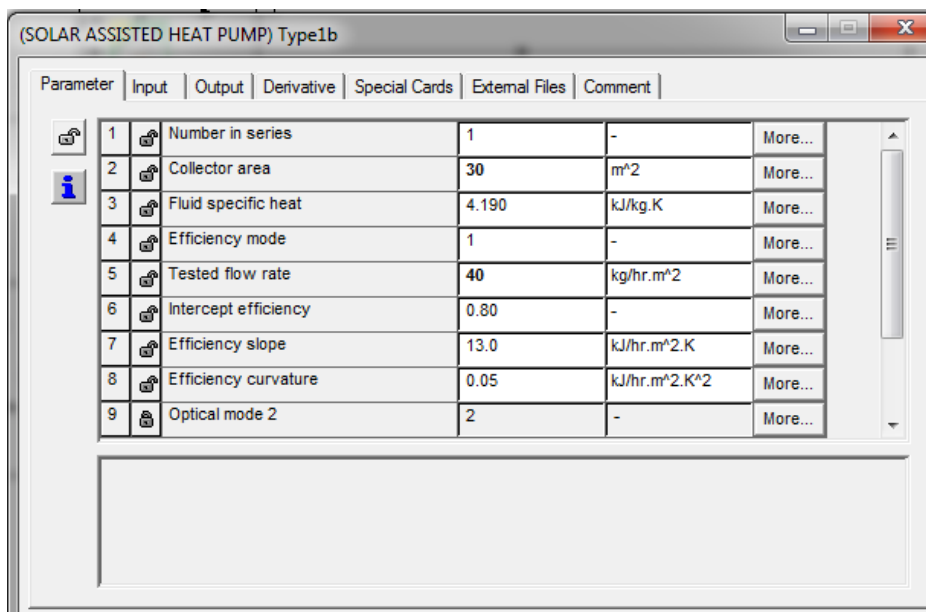 (SOLAR ASSISTED HEAT PUMP) Type1b
Parameter Input Output Derivative Special Cards External Files Comment
1 Number in series 1 - More...
2 Collector area 30 m^2 More...
3 Fluid specific heat 4.190 kJ/kg.K More...
4 Efficiency mode 1 - More...
5 Tested flow rate 40 kg/hr.m^2 More...
6 Intercept efficiency 0.80 - More...
7 Efficiency slope 13.0 kJ/hr.m^2.K More...
8 Efficiency curvature 0.05 kJ/hr.m^2.K^2 More...
9 Optical mode 2 2 - More...